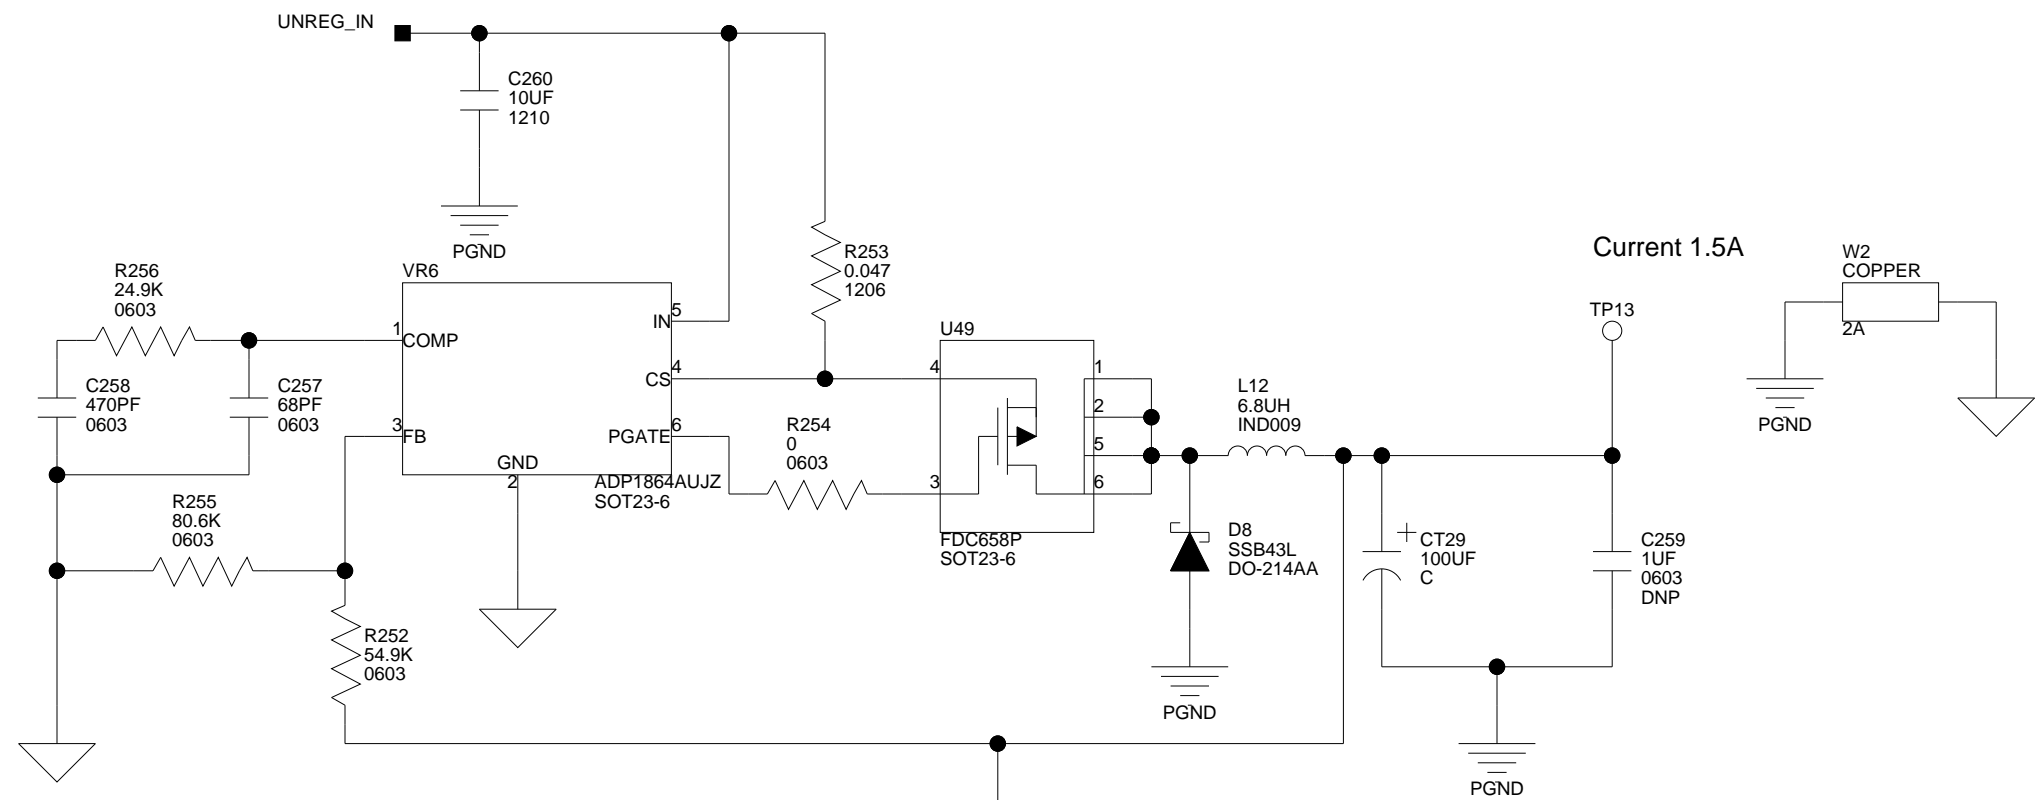 UNREG_IN
C260
10UF
1210
PGND
R256
24.9K
0603
VR6
R253
0.047
1206
Current 1.5A
W2
COPPER
2A
TP13
U49
1
COMP
5
IN
4
CS
4
1
2
5
6
3
C258
470PF
0603
C257
68PF
0603
3
FB
6
PGATE
GND
2
ADP1864AUJZ
SOT23-6
R254
0
0603
L12
6.8UH
IND009
PGND
R255
80.6K
0603
FDC658P
SOT23-6
D8
SSB43L
DO-214AA
+
CT29
100UF
C
C259
1UF
0603
DNP
R252
54.9K
0603
PGND
PGND